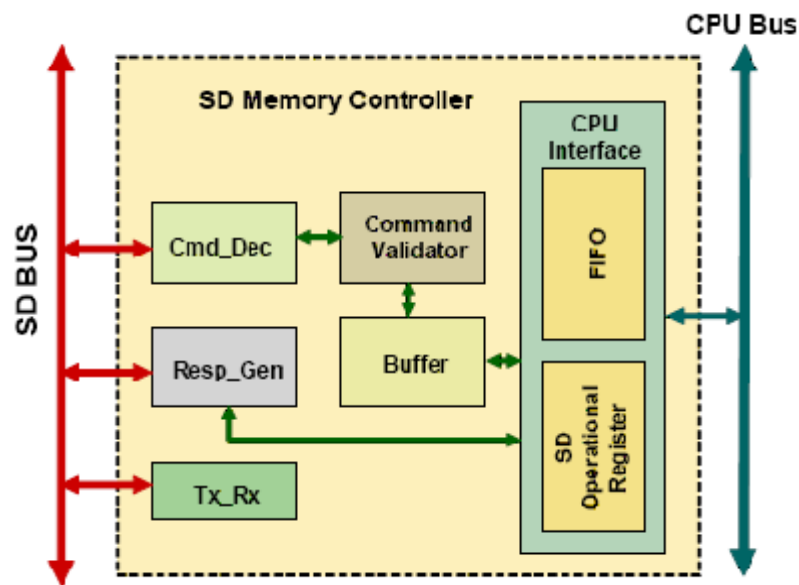 CPU Bus
SD Memory Controller
CPU
Interface
FIFO
SD
Operational
Register
Cmd_Dec
Command
Validator
Resp_Gen
Buffer
Tx_Rx
SD BUS